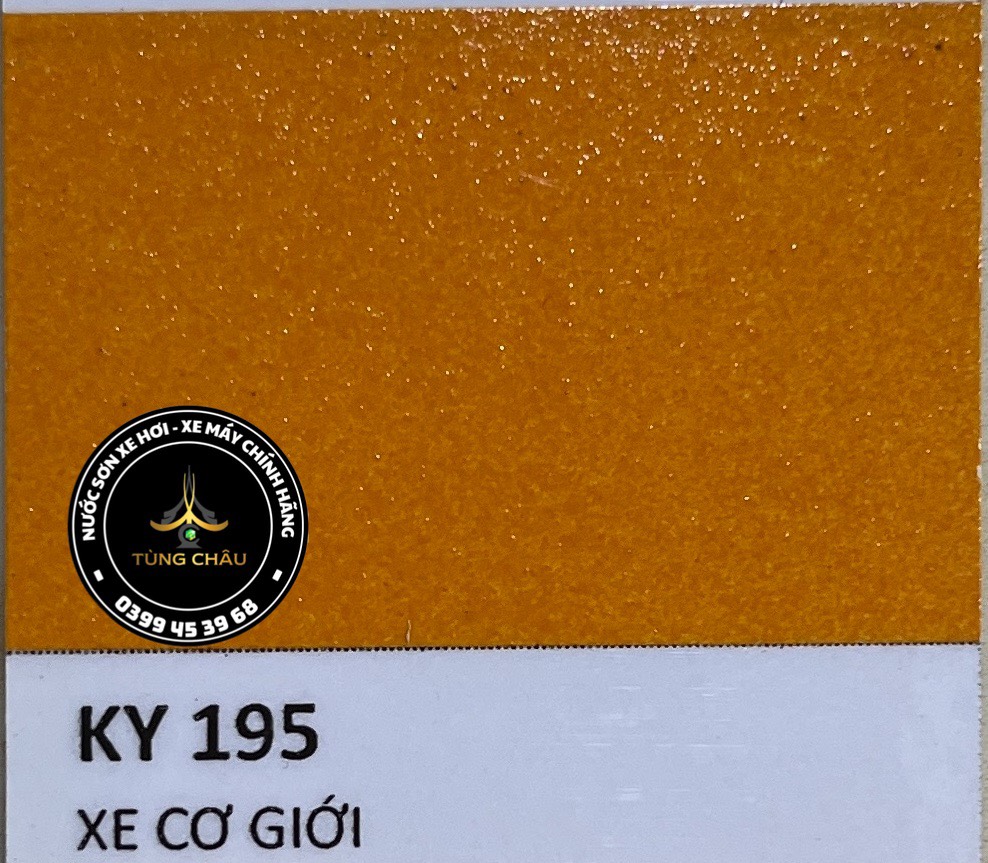 NƯỚC SƠN XE HƠI - XE MÁY CHÍNH HÃNG
TÙNG CHÂU
0399 45 39 68
KY 195
XE CƠ GIỚI